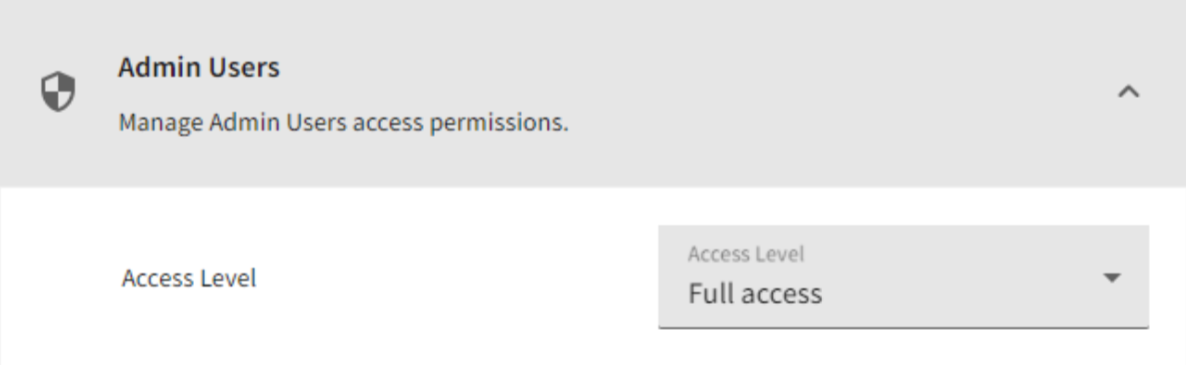 Admin Users
Manage Admin Users access permissions.
Access Level
Access Level
Full access